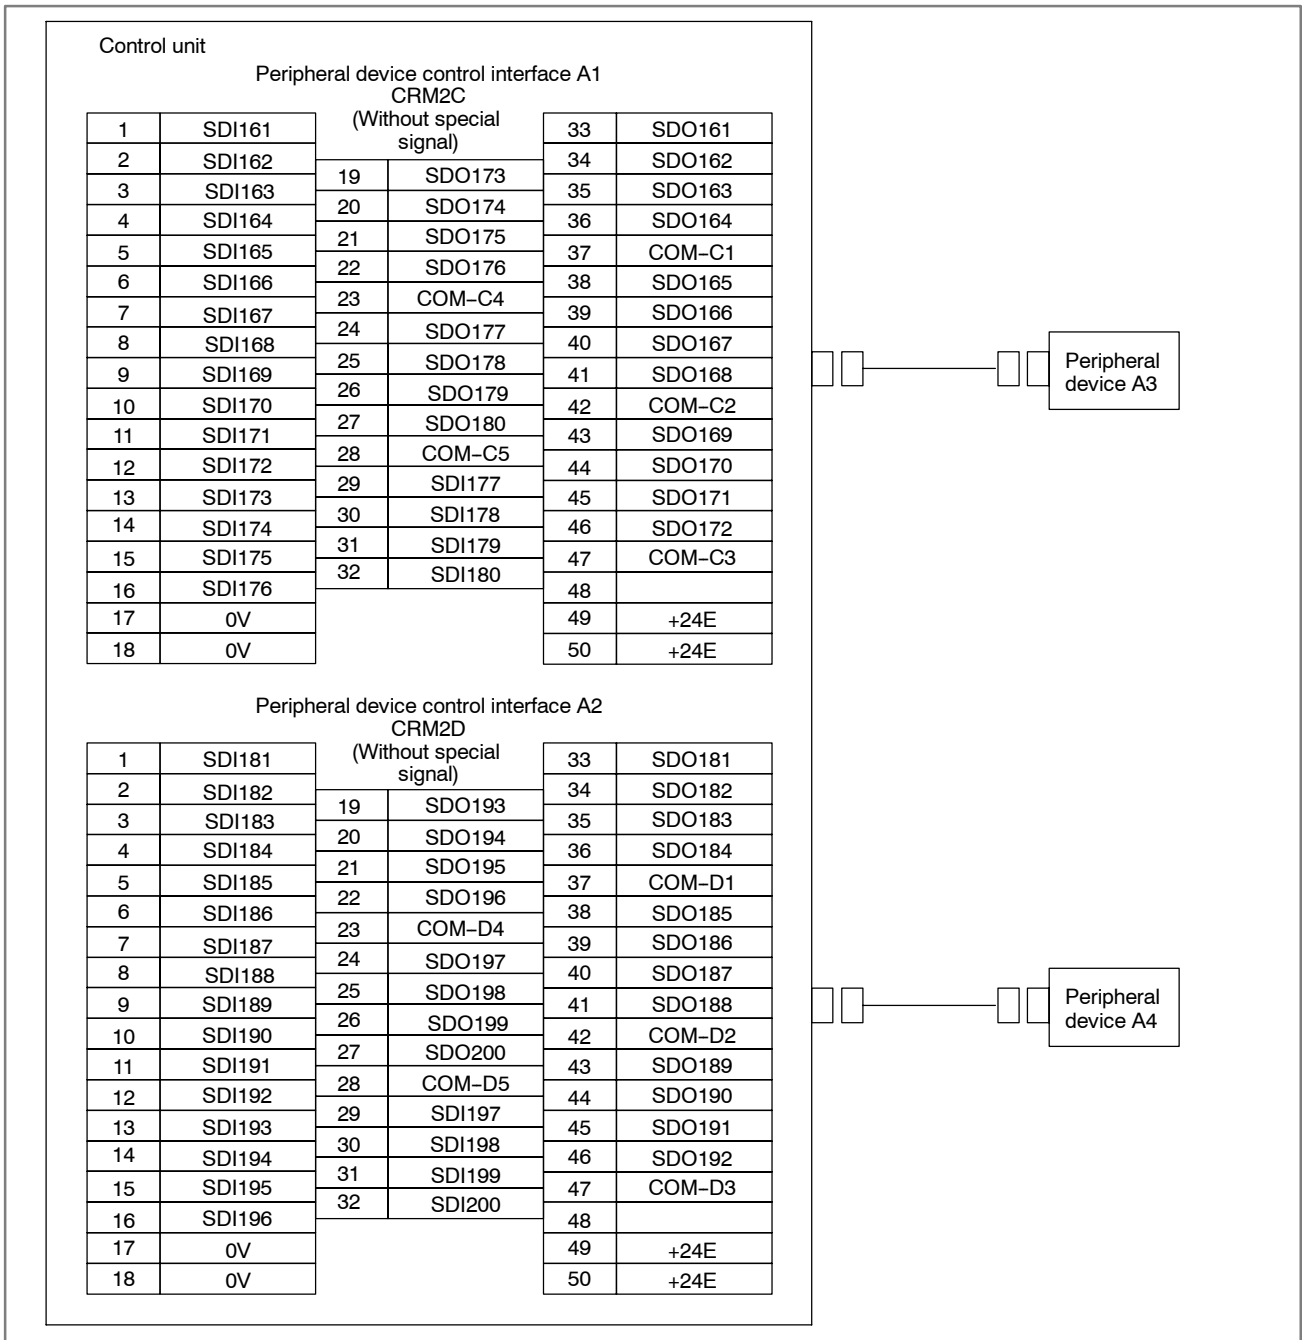 Control unit
Peripheral device control interface A1
CRM2C
(Without special
signal)
1 SDI161
2 SDI162
3 SDI163
4 SDI164
5 SDI165
6 SDI166
7 SDI167
8 SDI168
9 SDI169
10 SDI170
11 SDI171
12 SDI172
13 SDI173
14 SDI174
15 SDI175
16 SDI176
17 0V
18 0V
19 SDO173
20 SDO174
21 SDO175
22 SDO176
23 COM−C4
24 SDO177
25 SDO178
26 SDO179
27 SDO180
28 COM−C5
29 SDI177
30 SDI178
31 SDI179
32 SDI180
33 SDO161
34 SDO162
35 SDO163
36 SDO164
37 COM−C1
38 SDO165
39 SDO166
40 SDO167
41 SDO168
42 COM−C2
43 SDO169
44 SDO170
45 SDO171
46 SDO172
47 COM−C3
48
49 +24E
50 +24E
Peripheral
device A3
Peripheral device control interface A2
CRM2D
(Without special
signal)
1 SDI181
2 SDI182
3 SDI183
4 SDI184
5 SDI185
6 SDI186
7 SDI187
8 SDI188
9 SDI189
10 SDI190
11 SDI191
12 SDI192
13 SDI193
14 SDI194
15 SDI195
16 SDI196
17 0V
18 0V
19 SDO193
20 SDO194
21 SDO195
22 SDO196
23 COM−D4
24 SDO197
25 SDO198
26 SDO199
27 SDO200
28 COM−D5
29 SDI197
30 SDI198
31 SDI199
32 SDI200
33 SDO181
34 SDO182
35 SDO183
36 SDO184
37 COM−D1
38 SDO185
39 SDO186
40 SDO187
41 SDO188
42 COM−D2
43 SDO189
44 SDO190
45 SDO191
46 SDO192
47 COM−D3
48
49 +24E
50 +24E
Peripheral
device A4